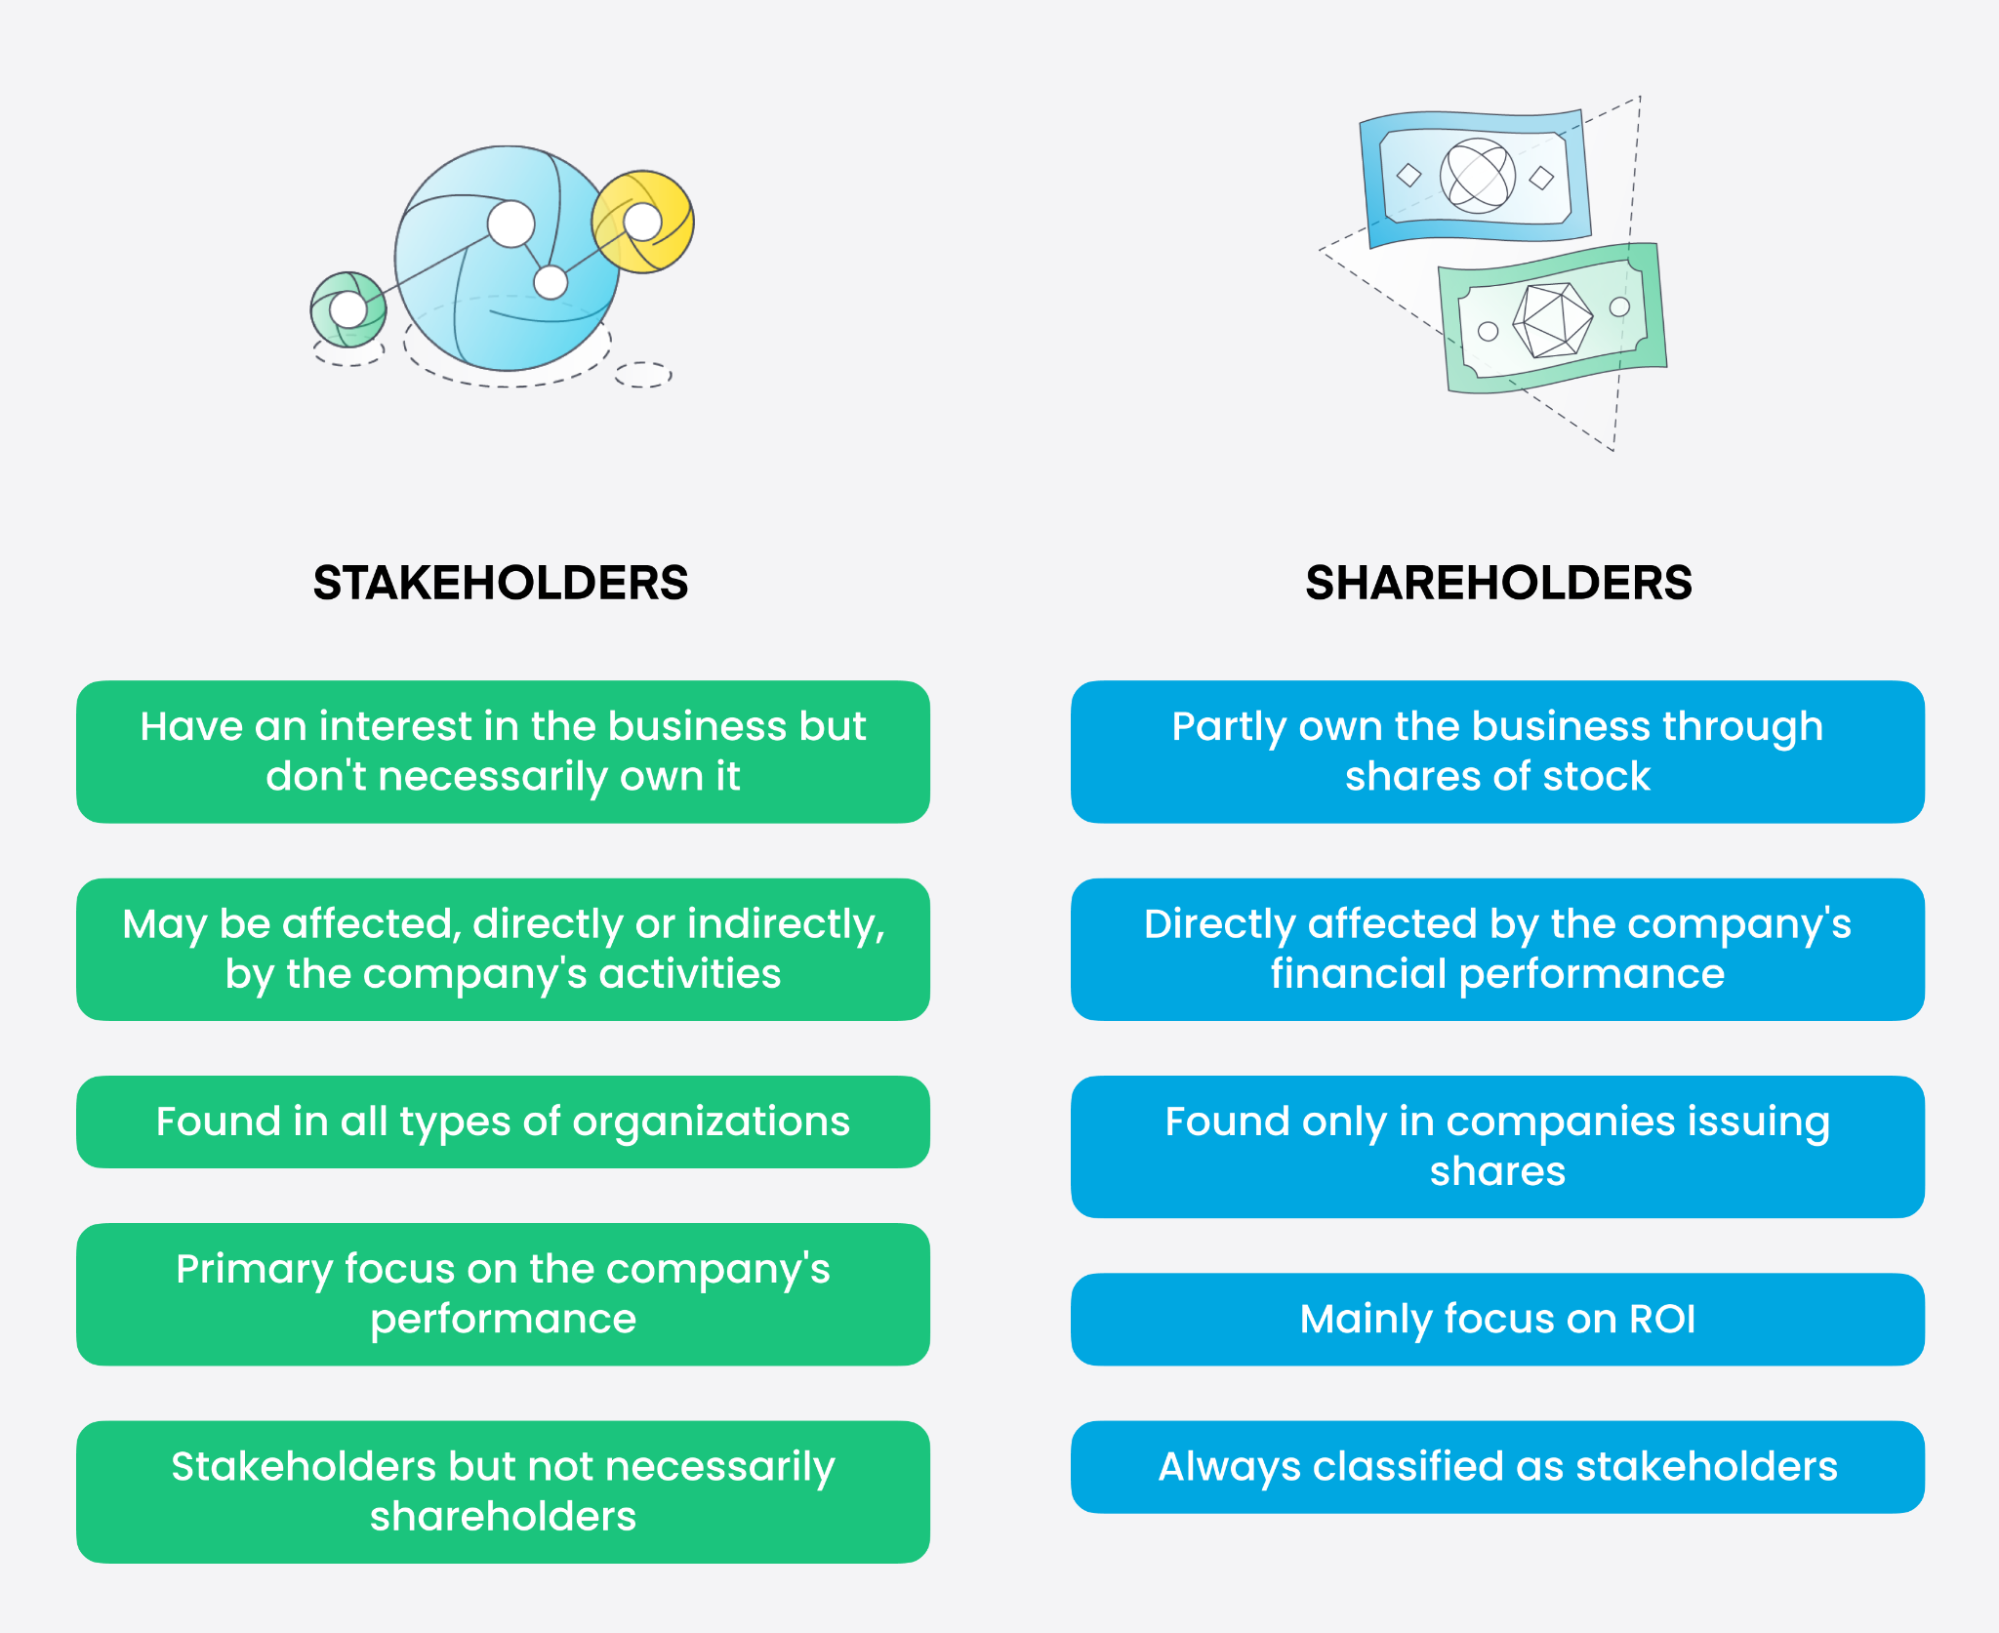 STAKEHOLDERS
Have an interest in the business but
don't necessarily own it
May be affected, directly or indirectly,
by the company's activities
Found in all types of organizations
Primary focus on the company's
performance
Stakeholders but not necessarily
shareholders
SHAREHOLDERS
Partly own the business through
shares of stock
Directly affected by the company's
financial performance
Found only in companies issuing
shares
Mainly focus on ROI
Always classified as stakeholders